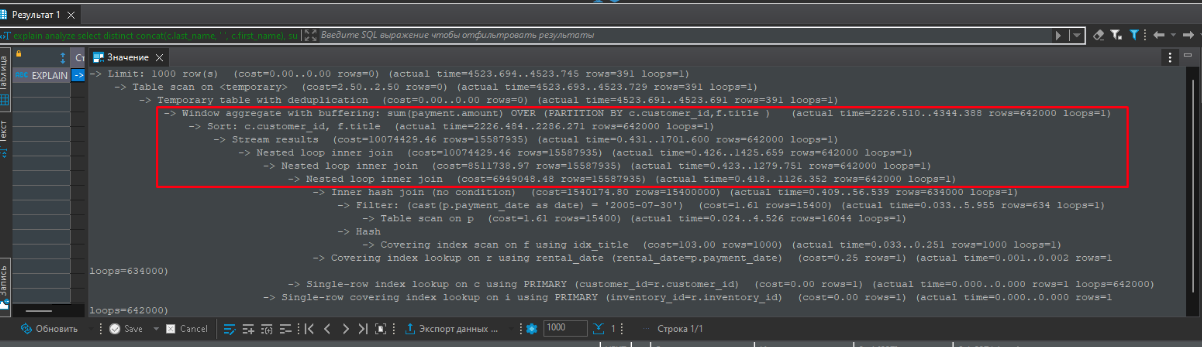 Результат 1
explain analyze select distinct concat(c.last_name, ' ', c.first_name), su
Введите SQL выражение чтобы отфильтровать результаты
Таблица
Текст
Запись
EXPLAIN
Значение
-> Limit: 1000 row(s)  (cost=0.00..0.00 rows=0) (actual time=4523.694..4523.745 rows=391 loops=1)
-> Table scan on <temporary>  (cost=2.50..2.50 rows=0) (actual time=4523.693..4523.729 rows=391 loops=1)
-> Temporary table with deduplication  (cost=0.00..0.00 rows=0) (actual time=4523.691..4523.691 rows=391 loops=1)
-> Window aggregate with buffering: sum(payment.amount) OVER (PARTITION BY c.customer_id,f.title )   (actual time=2226.510..4344.388 rows=642000 loops=1)
-> Sort: c.customer_id, f.title  (actual time=2226.484..2286.271 rows=642000 loops=1)
-> Stream results  (cost=10074429.46 rows=15587935) (actual time=0.431..1701.600 rows=642000 loops=1)
-> Nested loop inner join  (cost=10074429.46 rows=15587935) (actual time=0.426..1425.659 rows=642000 loops=1)
-> Nested loop inner join  (cost=8511738.97 rows=15587935) (actual time=0.423..1279.751 rows=642000 loops=1)
-> Nested loop inner join  (cost=6949048.48 rows=15587935) (actual time=0.418..1126.352 rows=642000 loops=1)
-> Inner hash join (no condition)  (cost=1540174.80 rows=15400000) (actual time=0.409..56.539 rows=634000 loops=1)
-> Filter: (cast(p.payment_date as date) = '2005-07-30')  (cost=1.61 rows=15400) (actual time=0.033..5.955 rows=634 loops=1)
-> Table scan on p  (cost=1.61 rows=15400) (actual time=0.024..4.526 rows=16044 loops=1)
-> Hash
-> Covering index scan on f using idx_title  (cost=103.00 rows=1000) (actual time=0.033..0.251 rows=1000 loops=1)
-> Covering index lookup on r using rental_date (rental_date=p.payment_date)  (cost=0.25 rows=1) (actual time=0.001..0.002 rows=1
loops=634000)
-> Single-row index lookup on c using PRIMARY (customer_id=r.customer_id)  (cost=0.00 rows=1) (actual time=0.000..0.000 rows=1 loops=642000)
-> Single-row covering index lookup on i using PRIMARY (inventory_id=r.inventory_id)  (cost=0.00 rows=1) (actual time=0.000..0.000 rows=1
loops=642000)
Обновить Save Cancel Экспорт данных ... 1000 1 Строка 1/1